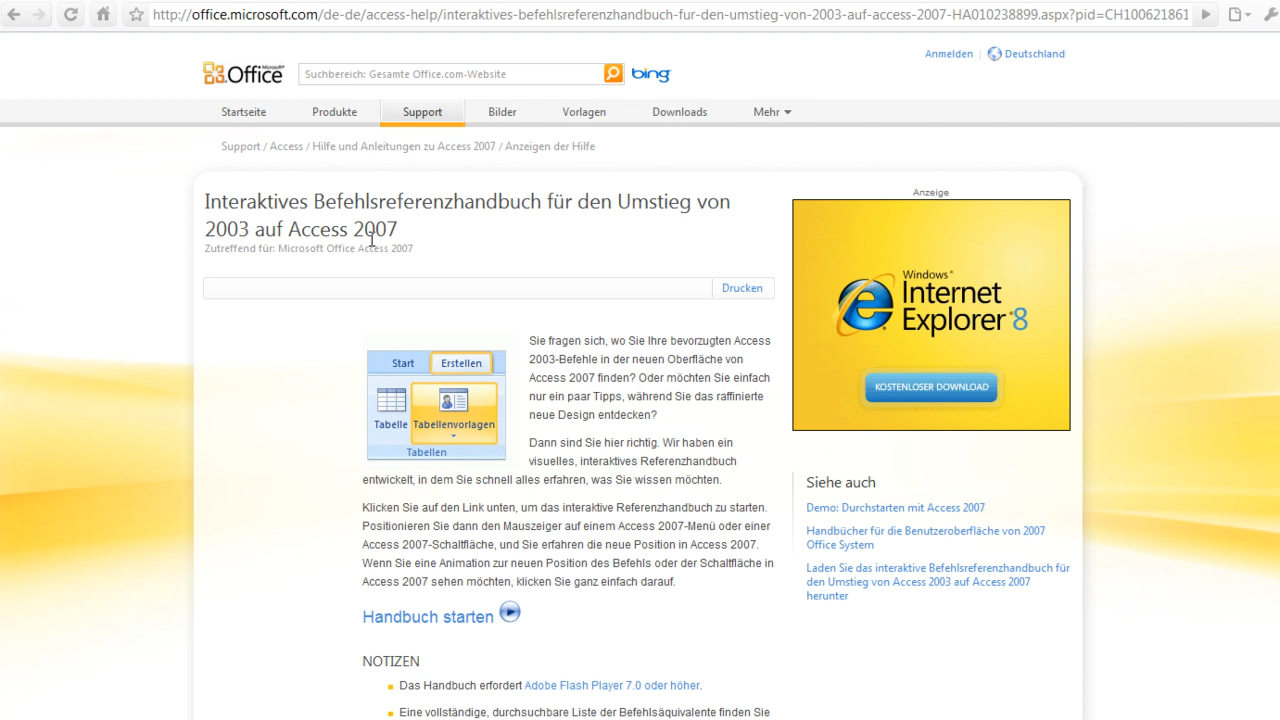 http://office.microsoft.com/de-de/access-help/interaktives-befehlsreferenzhandbuch-fur-den-umstieg-von-2003-auf-access-2007-HA010238899.aspx?pid=CH100621861
Anmelden | Deutschland
Microsoft® Office
Suchbereich: Gesamte Office.com-Website
bing
Startseite Produkte Support Bilder Vorlagen Downloads Mehr
Support / Access / Hilfe und Anleitungen zu Access 2007 / Anzeigen der Hilfe
Interaktives Befehlsreferenzhandbuch für den Umstieg von
2003 auf Access 2007
Zutreffend für: Microsoft Office Access 2007
Drucken
Start Erstellen
Tabelle Tabellenvorlagen
Tabellen
Sie fragen sich, wo Sie Ihre bevorzugten Access
2003-Befehle in der neuen Oberfläche von
Access 2007 finden? Oder möchten Sie einfach
nur ein paar Tipps, während Sie das raffinierte
neue Design entdecken?
Dann sind Sie hier richtig. Wir haben ein
visuelles, interaktives Referenzhandbuch
entwickelt, in dem Sie schnell alles erfahren, was Sie wissen möchten.
Klicken Sie auf den Link unten, um das interaktive Referenzhandbuch zu starten.
Positionieren Sie dann den Mauszeiger auf einem Access 2007-Menü oder einer
Access 2007-Schaltfläche, und Sie erfahren die neue Position in Access 2007.
Wenn Sie eine Animation zur neuen Position des Befehls oder der Schaltfläche in
Access 2007 sehen möchten, klicken Sie ganz einfach darauf.
Handbuch starten
NOTIZEN
Das Handbuch erfordert Adobe Flash Player 7.0 oder höher.
Eine vollständige, durchsuchbare Liste der Befehlsäquivalente finden Sie
Anzeige
Windows®
Internet
Explorer®8
KOSTENLOSER DOWNLOAD
Siehe auch
Demo: Durchstarten mit Access 2007
Handbücher für die Benutzeroberfläche von 2007
Office System
Laden Sie das interaktive Befehlsreferenzhandbuch für
den Umstieg von Access 2003 auf Access 2007
herunter